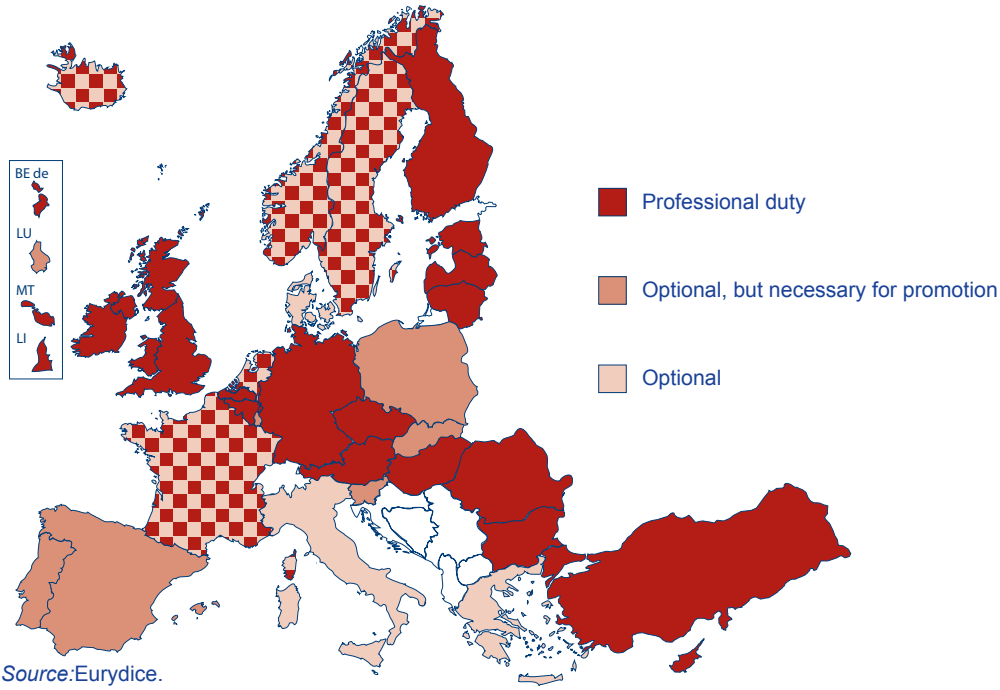 BE de
LU
MT
LI
Professional duty
Optional, but necessary for promotion
Optional
Source:Eurydice.